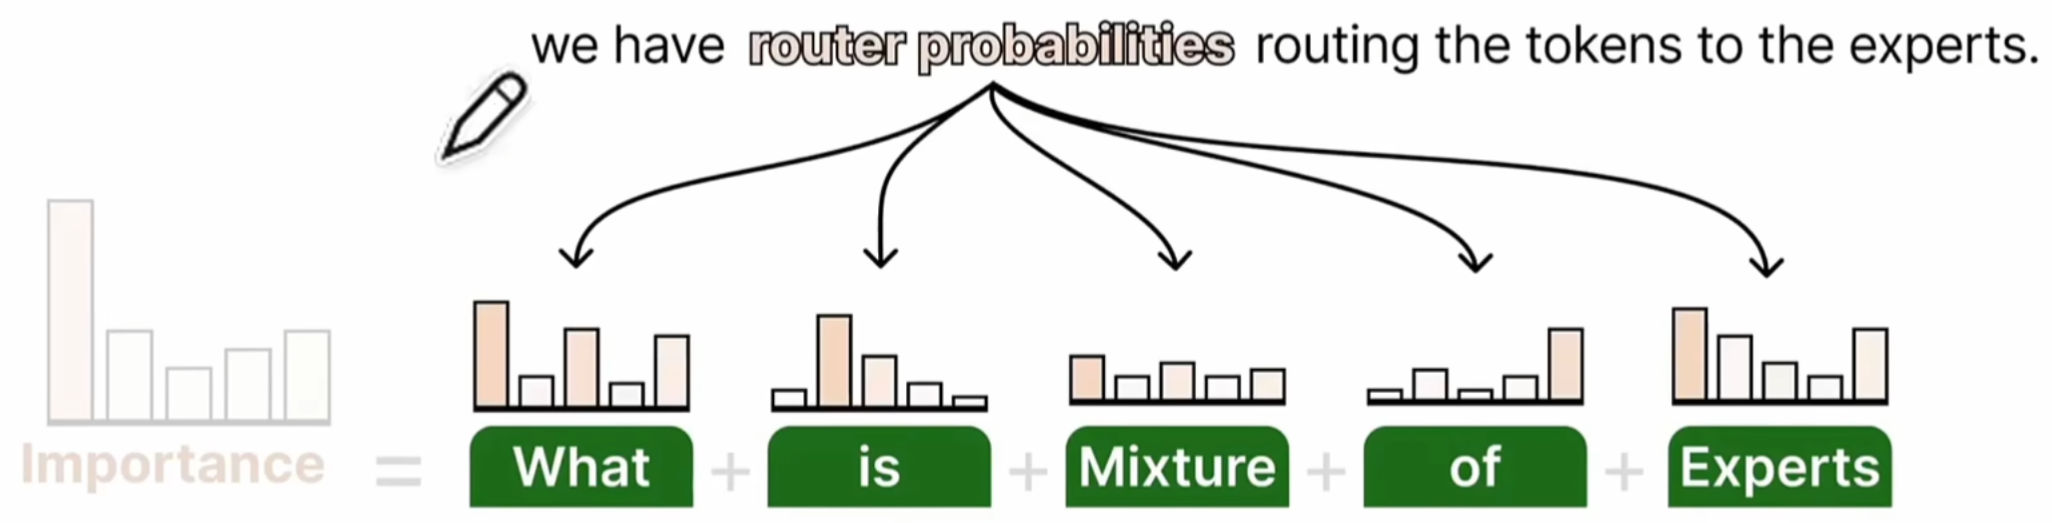 we have router probabilities routing the tokens to the experts.
Importance = What + is + Mixture + of + Experts